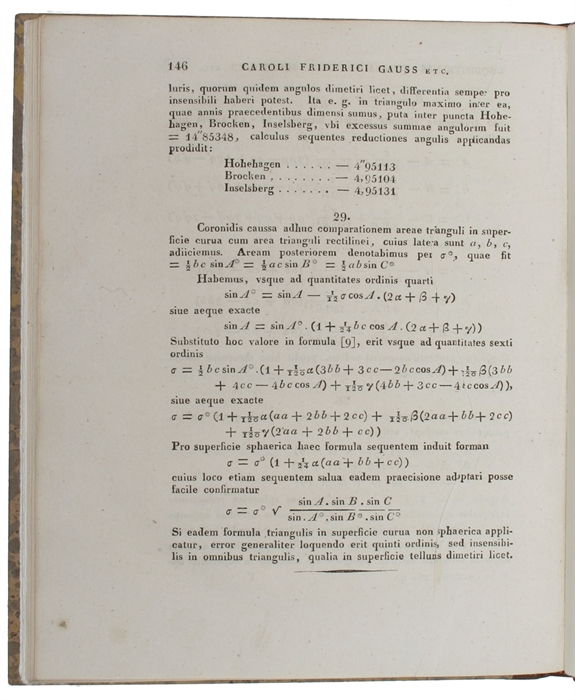 146 CAROLI FRIDERICI GAUSS ETC.
luris, quorum quidem angulos dimetiri licet, differentia semper pro
insensibili haberi potest. Ita e. g. in triangulo maximo inter ea,
quae annis praecedentibus dimensi sumus, puta inter puncta Hohe-
hagen, Brocken, Inselsberg, vbi excessus summae angulorum fuit
= 14"85348, calculus sequentes reductiones angulis applicandas
prodidit:
Hohehagen . . . . . . — 4"95113
Brocken . . . . . . . . — 4,95104
Inselsberg . . . . . . . — 4,95131
29.
Coronidis caussa adhuc comparationem areae trianguli in super-
ficie curua cum area trianguli rectilinei, cuius latera sunt a, b, c,
adiiciemus. Aream posteriorem denotabimus per σ°, quae fit
= ½bc sin A° = ½ac sin B° = ½ab sin C°
Habemus, vsque ad quantitates ordinis quarti
sin A° = sin A — 1/12 σ cos A . (2α + β + γ)
siue aeque exacte
sin A = sin A° . (1 + 1/24 bc cos A . (2α + β + γ))
Substituto hoc valore in formula [9], erit vsque ad quantitates sexti
ordinis
σ = ½bc sin A° . (1 + 1/120 α(3bb + 3cc — 2bc cos A) + 1/120 β(3bb
+ 4cc — 4bc cos A) + 1/120 γ(4bb + 3cc — 4bc cos A)),
siue aeque exacte
σ = σ°(1 + 1/120 α(aa + 2bb + 2cc) + 1/120 β(2aa + bb + 2cc)
+ 1/120 γ(2aa + 2bb + cc))
Pro superficie sphaerica haec formula sequentem induit formam
σ = σ°(1 + 1/24 α(aa + bb + cc))
cuius loco etiam sequentem salua eadem praecisione adoptari posse
facile confirmatur
σ = σ° √ (sin A . sin B . sin C)/(sin . A° . sin B° . sin C°)
Si eadem formula triangulis in superficie curua non sphaerica appli-
catur, error generaliter loquendo erit quinti ordinis, sed insensibi-
lis in omnibus triangulis, qualia in superficie telluris dimetiri licet.